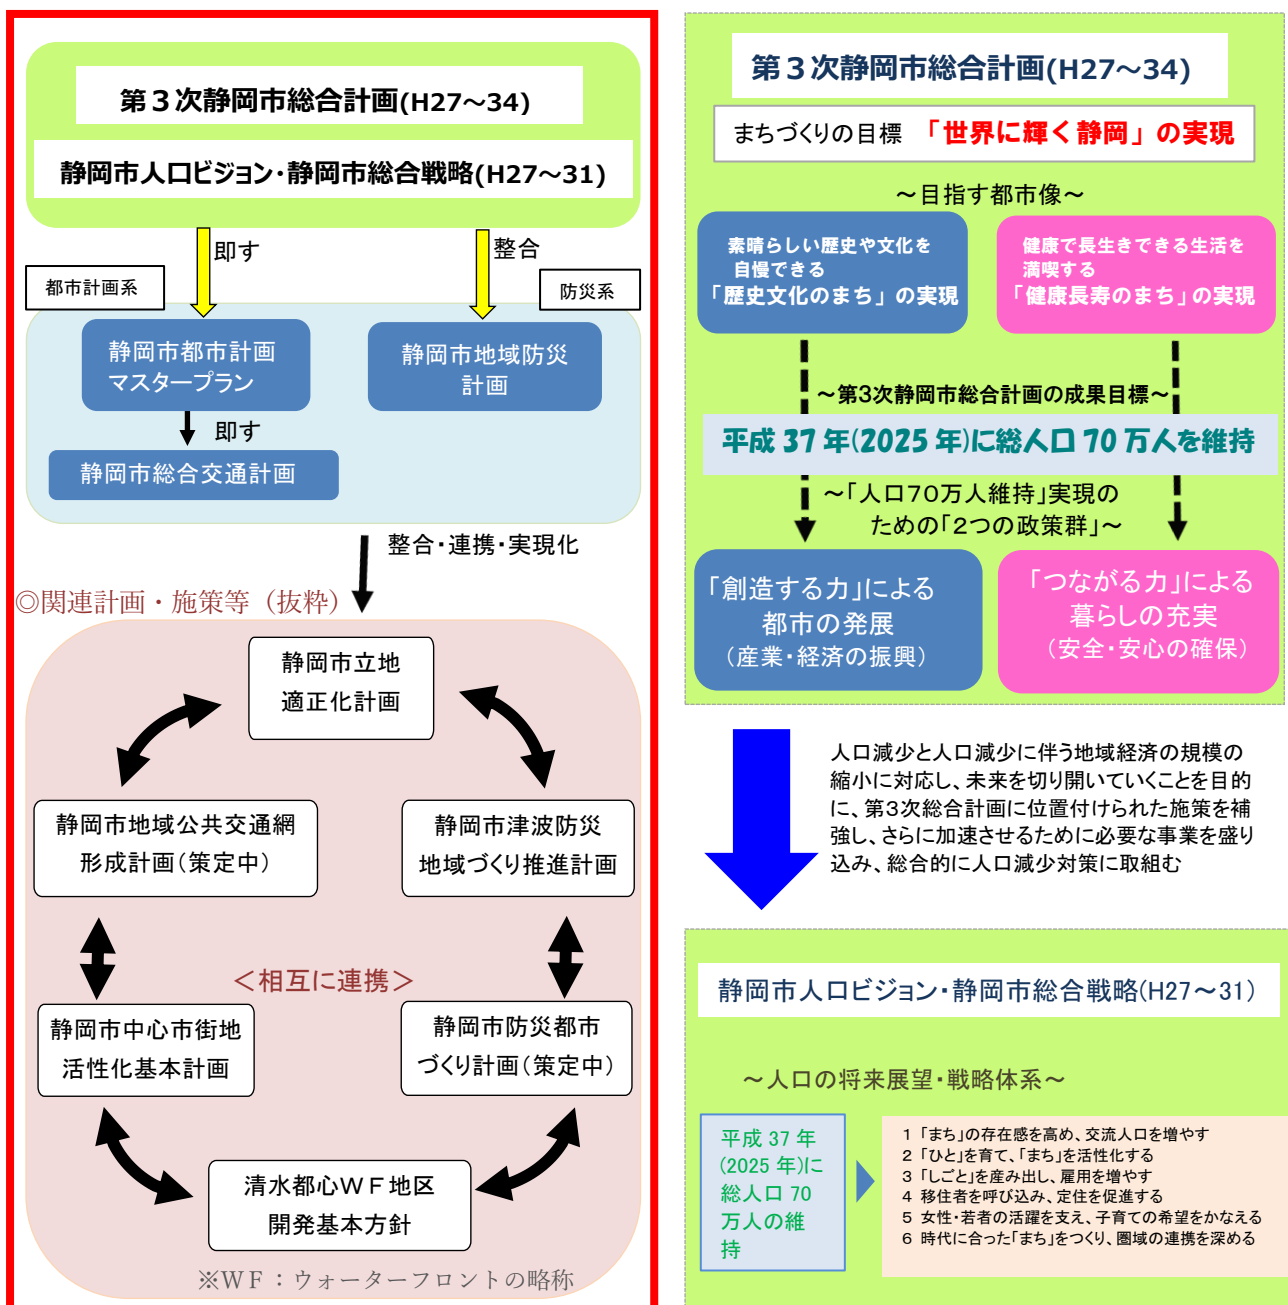 第３次静岡市総合計画(H27～34)
静岡市人口ビジョン・静岡市総合戦略(H27～31)
即す
整合
都市計画系
防災系
静岡市都市計画
マスタープラン
静岡市地域防災
計画
即す
静岡市総合交通計画
整合・連携・実現化
◎関連計画・施策等（抜粋）
静岡市立地
適正化計画
静岡市地域公共交通網
形成計画（策定中）
静岡市津波防災
地域づくり推進計画
＜相互に連携＞
静岡市中心市街地
活性化基本計画
静岡市防災都市
づくり計画（策定中）
清水都心ＷＦ地区
開発基本方針
※ＷＦ：ウォーターフロントの略称
第３次静岡市総合計画(H27～34)
まちづくりの目標 「世界に輝く静岡」の実現
～目指す都市像～
素晴らしい歴史や文化を
自慢できる
「歴史文化のまち」の実現
健康で長生きできる生活を
満喫する
「健康長寿のまち」の実現
～第３次静岡市総合計画の成果目標～
平成 37 年(2025 年)に総人口 70 万人を維持
～「人口７０万人維持」実現の
ための「２つの政策群」～
「創造する力」による
都市の発展
（産業・経済の振興）
「つながる力」による
暮らしの充実
（安全・安心の確保）
人口減少と人口減少に伴う地域経済の規模の
縮小に対応し、未来を切り開いていくことを目的
に、第３次総合計画に位置付けられた施策を補
強し、さらに加速させるために必要な事業を盛り
込み、総合的に人口減少対策に取組む
静岡市人口ビジョン・静岡市総合戦略(H27～31)
～人口の将来展望・戦略体系～
平成 37 年
(2025 年)に
総人口 70
万人の維
持
１ 「まち」の存在感を高め、交流人口を増やす
２ 「ひと」を育て、「まち」を活性化する
３ 「しごと」を産み出し、雇用を増やす
４ 移住者を呼び込み、定住を促進する
５ 女性・若者の活躍を支え、子育ての希望をかなえる
６ 時代に合った「まち」をつくり、圏域の連携を深める